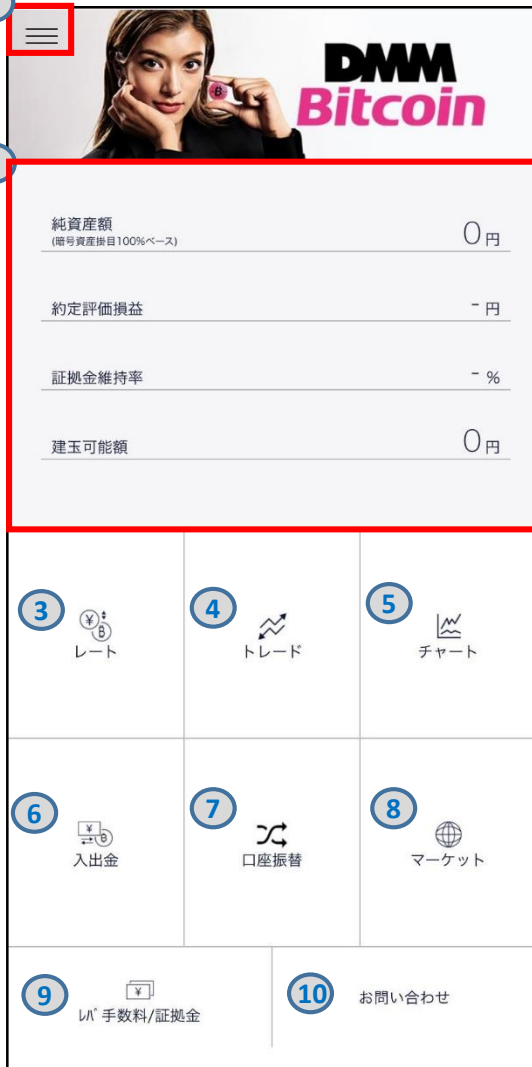 DMM
Bitcoin
純資産額
(暗号資産掛目100%ベース)
0円
約定評価損益
- 円
証拠金維持率
- %
建玉可能額
0円
3
レート
4
トレード
5
チャート
6
入出金
7
口座振替
8
マーケット
9
レバ手数料/証拠金
10
お問い合わせ